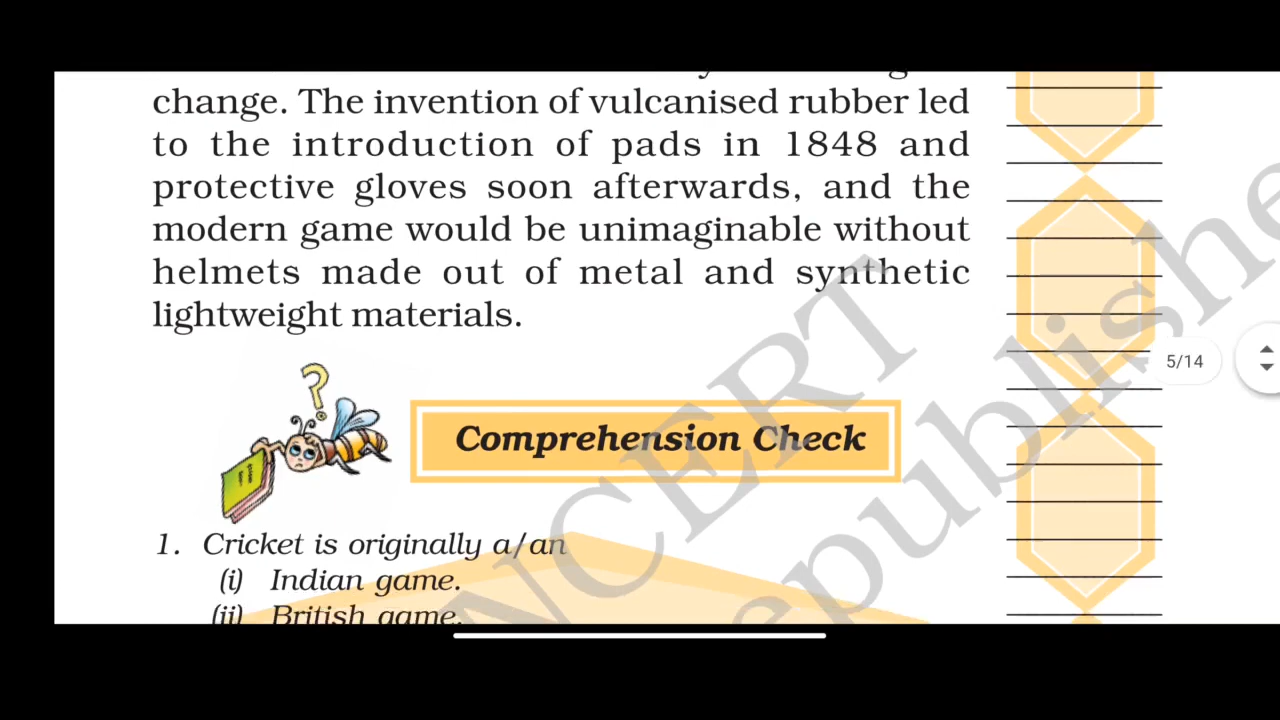 change. The invention of vulcanised rubber led
to the introduction of pads in 1848 and
protective gloves soon afterwards, and the
modern game would be unimaginable without
helmets made out of metal and synthetic
lightweight materials.
?
Comprehension Check
1. Cricket is originally a/an
(i) Indian game.
(ii) British game.
NCERT
5/14